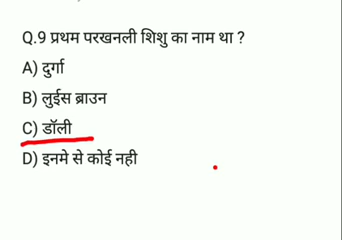 Q.9 प्रथम परखनली शिशु का नाम था ?
A) दुर्गा
B) लुईस ब्राउन
C) डॉली
D) इनमे से कोई नही